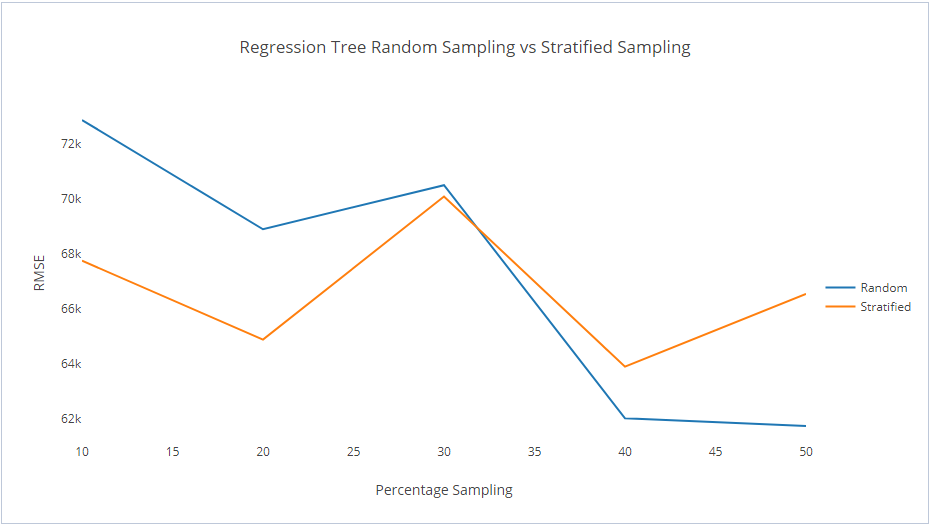 Regression Tree Random Sampling vs Stratified Sampling
72k
70k
68k
66k
64k
62k
RMSE
10 15 20 25 30 35 40 45 50
Percentage Sampling
Random
Stratified